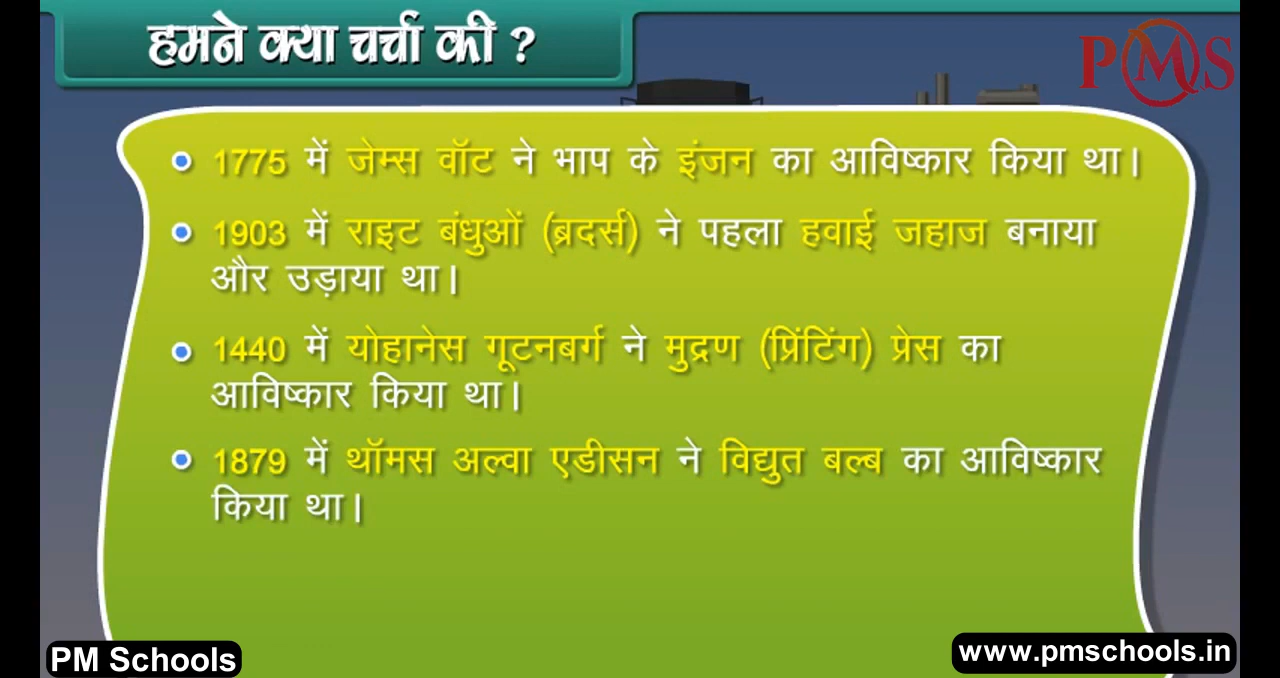 हमने क्या चर्चा की ?
PMS
1775 में जेम्स वॉट ने भाप के इंजन का आविष्कार किया था।
1903 में राइट बंधुओं (ब्रदर्स) ने पहला हवाई जहाज बनाया
और उड़ाया था।
1440 में योहानेस गूटनबर्ग ने मुद्रण (प्रिंटिंग) प्रेस का
आविष्कार किया था।
1879 में थॉमस अल्वा एडीसन ने विद्युत बल्ब का आविष्कार
किया था।
PM Schools
www.pmschools.in